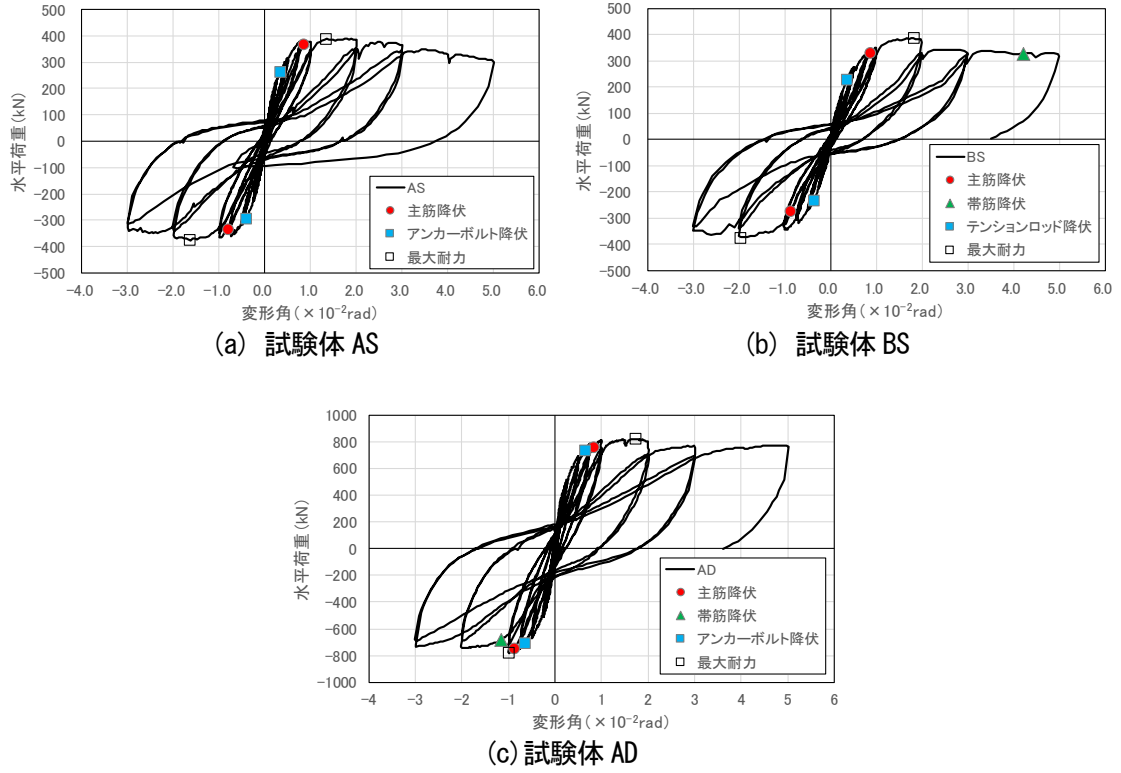 500
400
300
200
100
0
-100
-200
-300
-400
-500
水平荷重(kN)
AS
主筋降伏
アンカーボルト降伏
最大耐力
-4.0 -3.0 -2.0 -1.0 0.0 1.0 2.0 3.0 4.0 5.0 6.0
変形角(×10-2rad)
(a) 試験体 AS
500
400
300
200
100
0
-100
-200
-300
-400
-500
水平荷重(kN)
BS
主筋降伏
帯筋降伏
テンションロッド降伏
最大耐力
-4.0 -3.0 -2.0 -1.0 0.0 1.0 2.0 3.0 4.0 5.0 6.0
変形角(×10-2rad)
(b) 試験体 BS
1000
800
600
400
200
0
-200
-400
-600
-800
-1000
水平荷重(kN)
AD
主筋降伏
帯筋降伏
アンカーボルト降伏
最大耐力
-4 -3 -2 -1 0 1 2 3 4 5 6
変形角(×10-2rad)
(c)試験体 AD